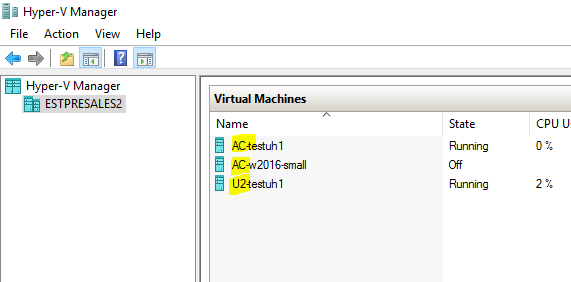 Hyper-V Manager
File Action View Help
Hyper-V Manager
ESTPRESALES2
Virtual Machines
Name State CPU U
AC-testuh1 Running 0 %
AC-w2016-small Off
U2-testuh1 Running 2 %